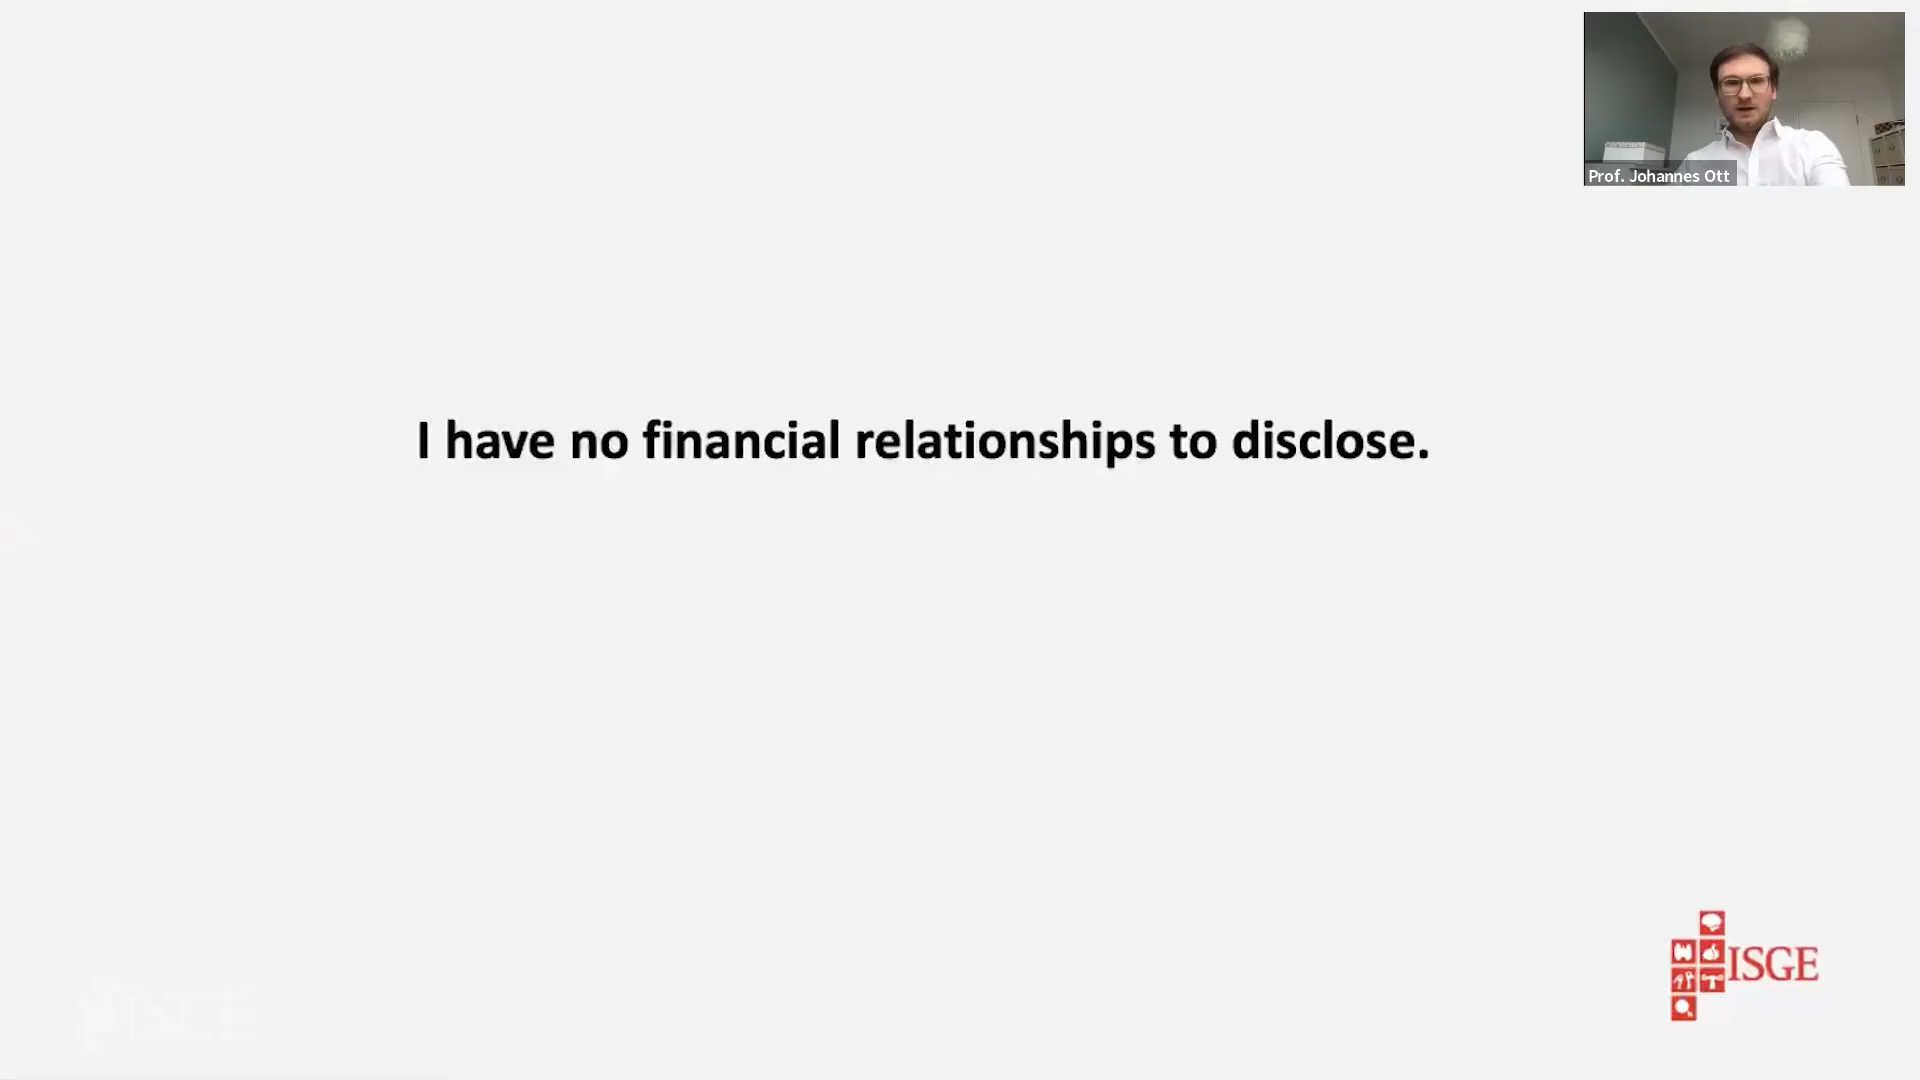 Prof. Johannes Ott
I have no financial relationships to disclose.
ISGE